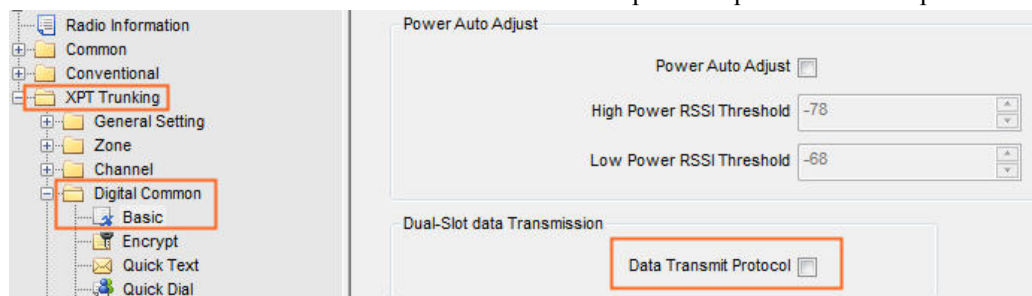 Radio Information
Common
Conventional
XPT Trunking
General Setting
Zone
Channel
Digital Common
Basic
Encrypt
Quick Text
Quick Dial
Power Auto Adjust
Power Auto Adjust
High Power RSSI Threshold -78
Low Power RSSI Threshold -68
Dual-Slot data Transmission
Data Transmit Protocol